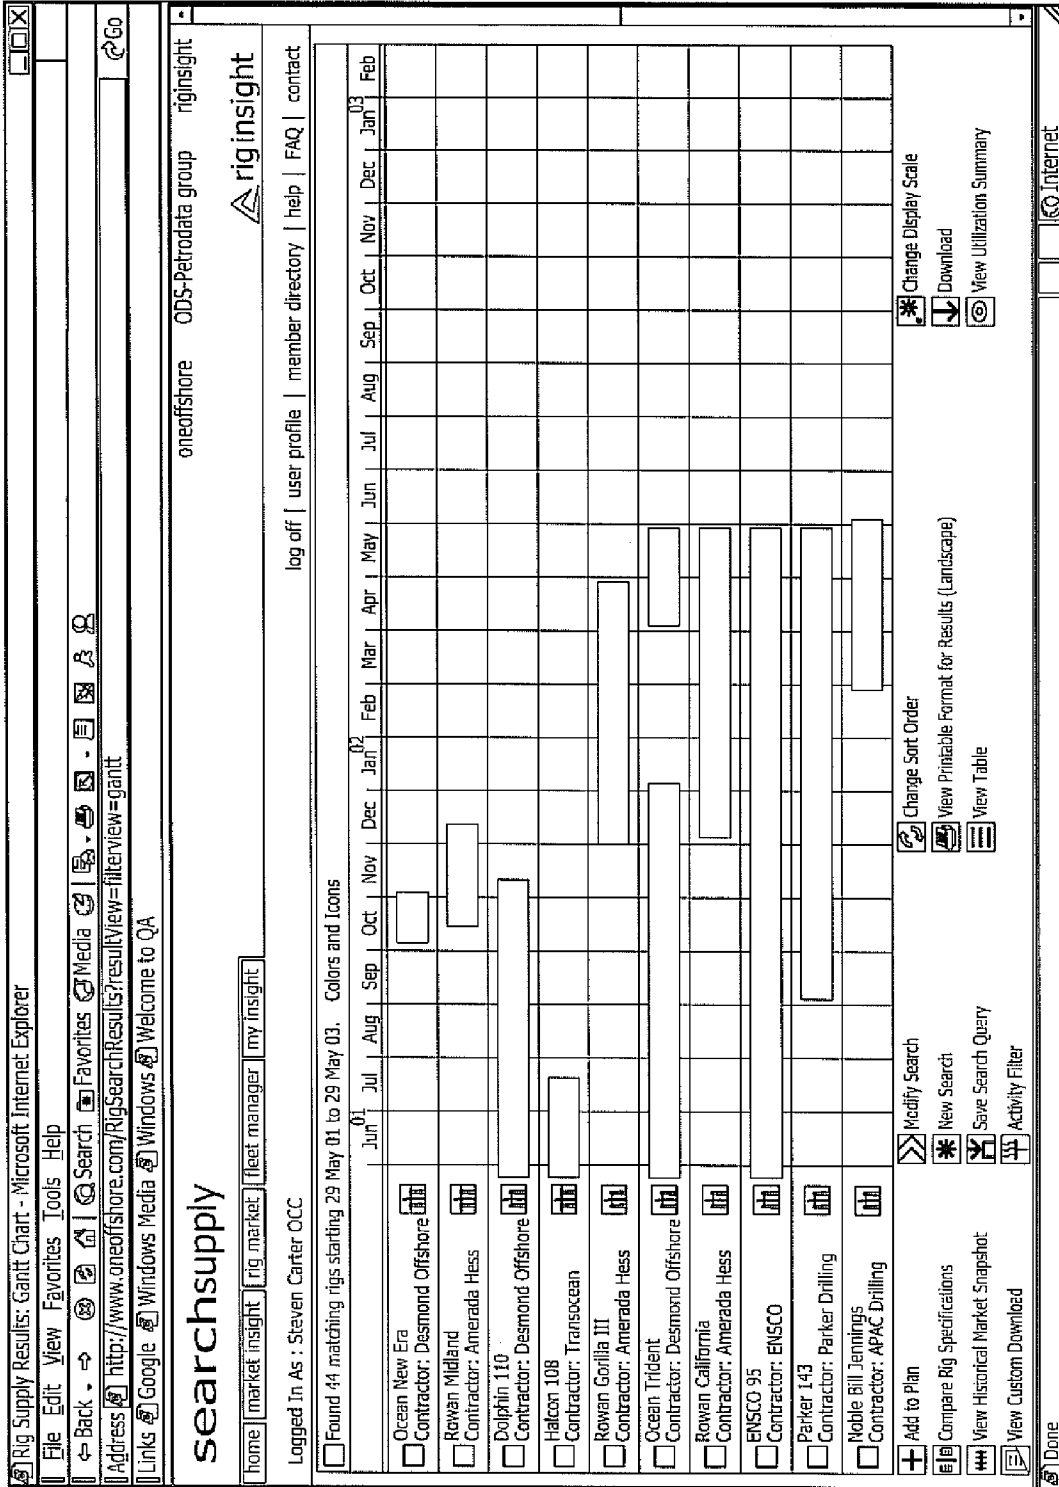 Rig Supply Results: Gantt Chart - Microsoft Internet Explorer
File Edit View Favorites Tools Help
Back Search Favorites Media
Address http://www.oneoffshore.com/RigSearchResults?resultView=filterview=gantt Go
Links Google Windows Media Windows Welcome to QA
oneoffshore ODS-Petrodata group riginsight
searchsupply
riginsight
home market insight rig market fleet manager my insight
log off | user profile | member directory | help | FAQ | contact
Logged In As : Steven Carter OCC
Found 44 matching rigs starting 29 May 01 to 29 May 03. Colors and Icons
01 02 03
Jun Jul Aug Sep Oct Nov Dec Jan Feb Mar Apr May Jun Jul Aug Sep Oct Nov Dec Jan Feb
Ocean New Era
Contractor: Desmond Offshore
Rowan Midland
Contractor: Amerada Hess
Dolphin 110
Contractor: Desmond Offshore
Halcon 108
Contractor: Transocean
Rowan Gorilla III
Contractor: Amerada Hess
Ocean Trident
Contractor: Desmond Offshore
Rowan California
Contractor: Amerada Hess
ENSCO 95
Contractor: ENSCO
Parker 143
Contractor: Parker Drilling
Noble Bill Jennings
Contractor: APAC Drilling
Add to Plan Modify Search Change Sort Order Change Display Scale
Compare Rig Specifications New Search View Printable Format for Results (Landscape) Download
View Historical Market Snapshot Save Search Query View Table View Utilization Summary
View Custom Download Activity Filter
Done Internet